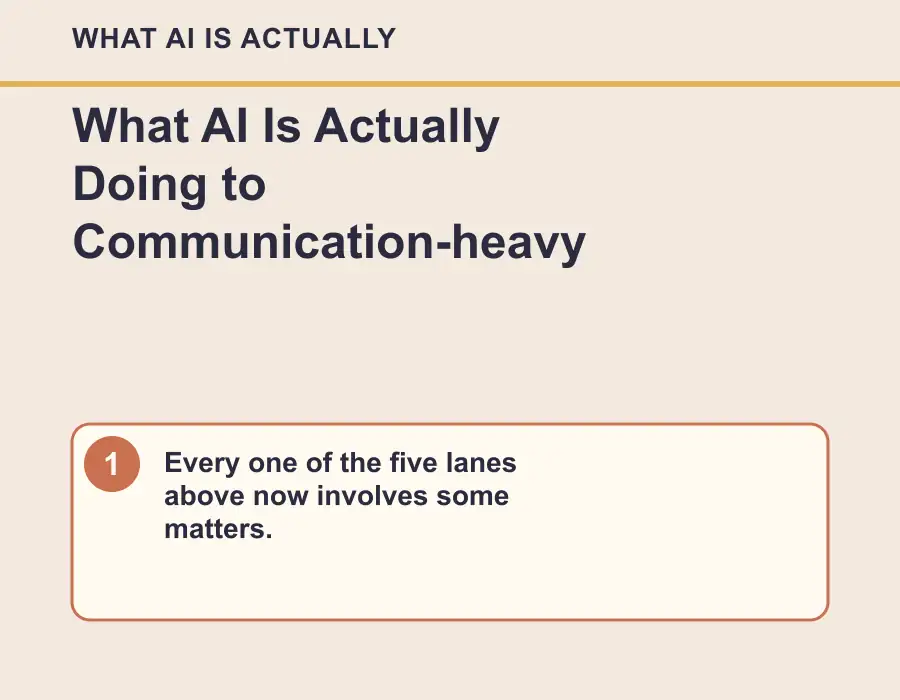 WHAT AI IS ACTUALLY
What AI Is Actually
Doing to
Communication-heavy
1
Every one of the five lanes
above now involves some
matters.